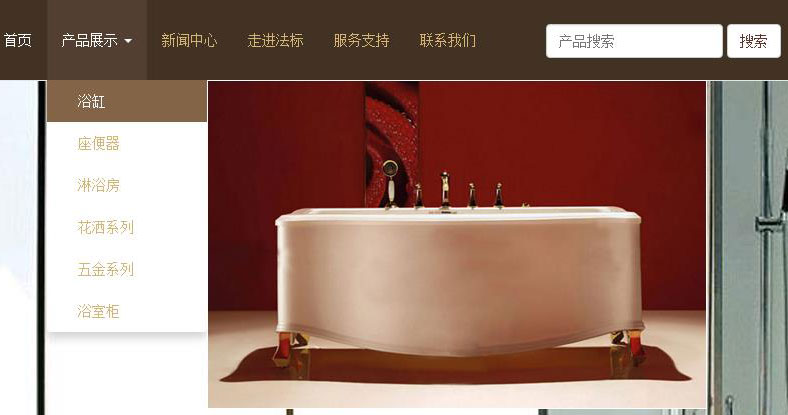 首页 产品展示 新闻中心 走进法标 服务支持 联系我们 产品搜索 搜索
浴缸
座便器
淋浴房
花洒系列
五金系列
浴室柜